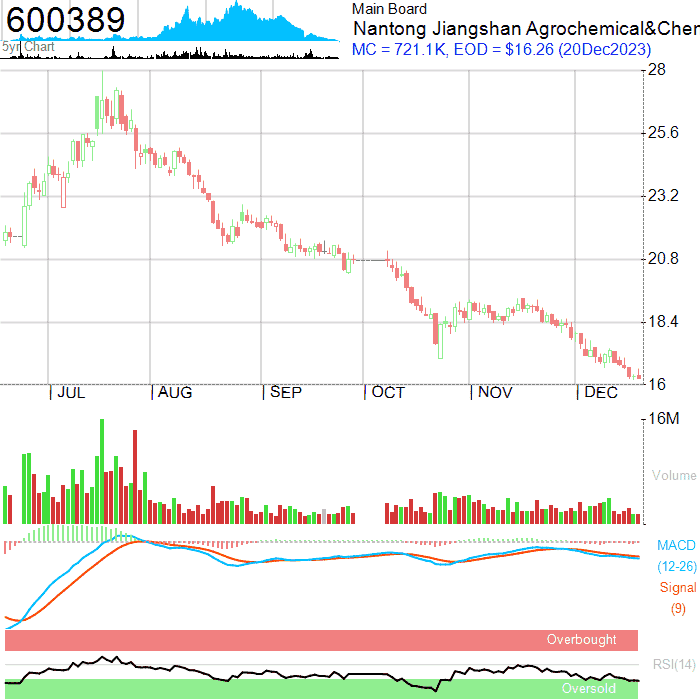 600389
Main Board
Nantong Jiangshan Agrochemical&Chem
5yr Chart
MC = 721.1K, EOD = $16.26 (20Dec2023)
28
25.6
23.2
20.8
18.4
16
JUL
AUG
SEP
OCT
NOV
DEC
16M
Volume
MACD
(12-26)
Signal
(9)
Overbought
RSI(14)
Oversold